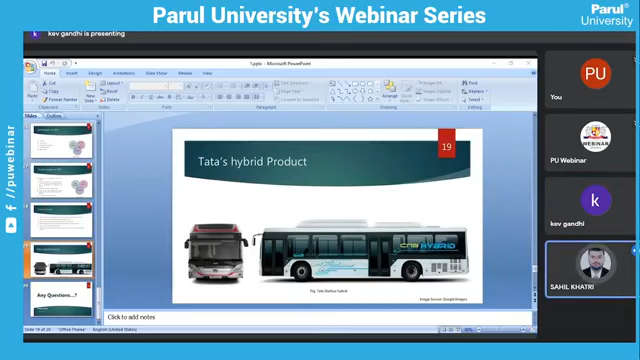 Parul University's Webinar Series
Parul®
University
k
kev gandhi is presenting
1.pptx - Microsoft PowerPoint
Home
Insert
Design
Animations
Slide Show
Review
View
Cut
Copy
Format Painter
Paste
New
Slide
Layout
Reset
Delete
Text Direction
Align Text
Convert to SmartArt
Arrange
Quick
Styles
Shape Fill
Shape Outline
Shape Effects
Find
Replace
Select
Clipboard
Slides
Font
Paragraph
Drawing
Editing
Slides
Outline
19
Tata's hybrid Product
CNG HYBRID
Fig: Tata Starbus hybrid
Image Source: Google Images
20
Any Questions...?
Click to add notes
Slide 19 of 20
"Office Theme"
English (United States)
PU
You
WEBINAR
SERIES
PU Webinar
k
kev gandhi
SAHIL KHATRI
/puwebinar